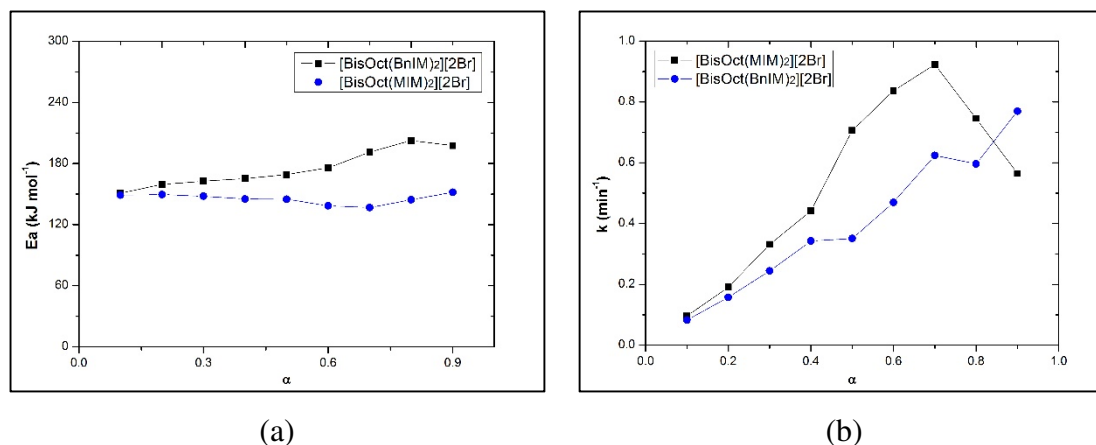 300
240
180
120
60
0
Ea (kJ mol⁻¹)
[BisOct(BnIM)₂][2Br]
[BisOct(MIM)₂][2Br]
0.0 0.3 0.6 0.9
α
(a)
1.0
0.8
0.6
0.4
0.2
0.0
k (min⁻¹)
[BisOct(MIM)₂][2Br]
[BisOct(BnIM)₂][2Br]
0.0 0.2 0.4 0.6 0.8 1.0
α
(b)